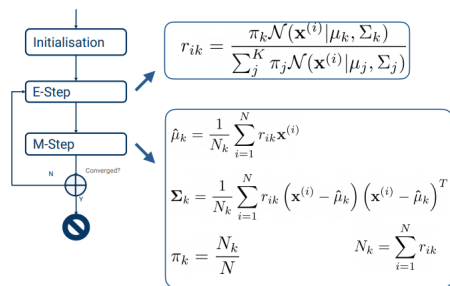 Initialisation
r_{ik} = \frac{\pi_k \mathcal{N}(\mathbf{x}^{(i)}|\mu_k, \Sigma_k)}{\sum_j^K \pi_j \mathcal{N}(\mathbf{x}^{(i)}|\mu_j, \Sigma_j)}
E-Step
M-Step
N
Converged?
Y
\hat{\mu}_k = \frac{1}{N_k} \sum_{i=1}^N r_{ik} \mathbf{x}^{(i)}
\mathbf{\Sigma}_k = \frac{1}{N_k} \sum_{i=1}^N r_{ik} \left(\mathbf{x}^{(i)} - \hat{\mu}_k\right) \left(\mathbf{x}^{(i)} - \hat{\mu}_k\right)^T
\pi_k = \frac{N_k}{N}
N_k = \sum_{i=1}^N r_{ik}